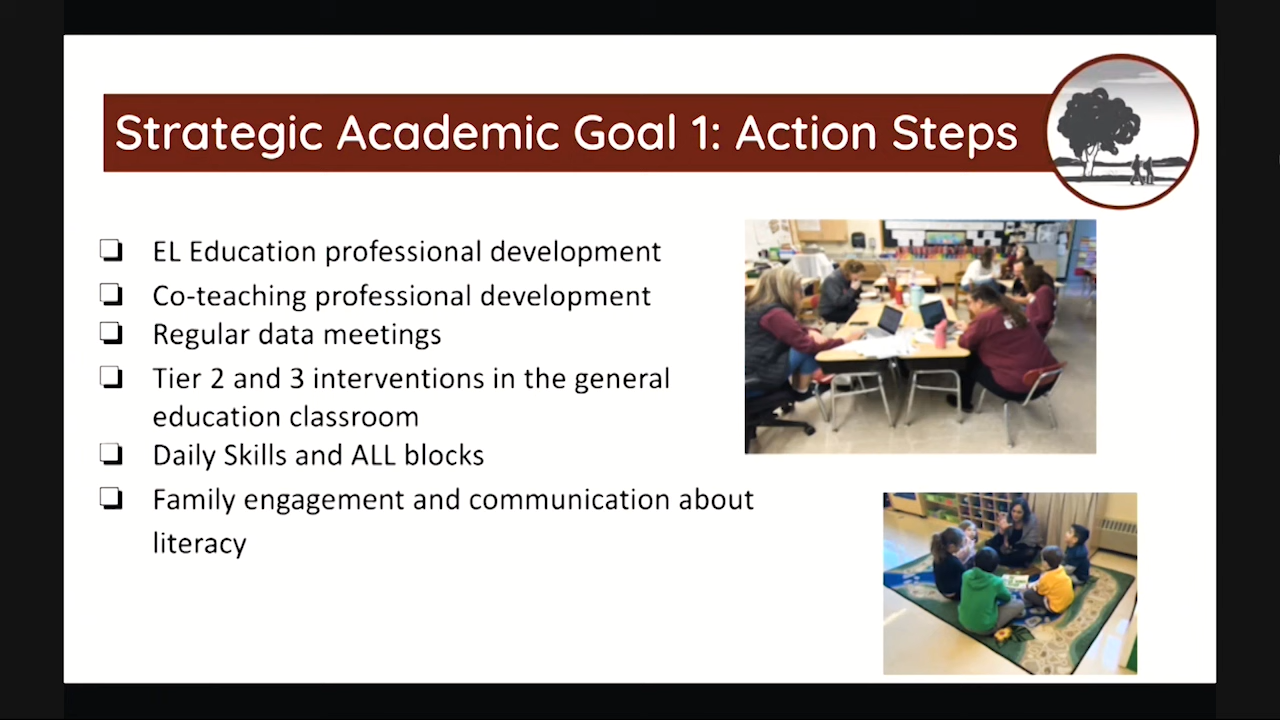 Strategic Academic Goal 1: Action Steps
EL Education professional development
Co-teaching professional development
Regular data meetings
Tier 2 and 3 interventions in the general
education classroom
Daily Skills and ALL blocks
Family engagement and communication about
literacy